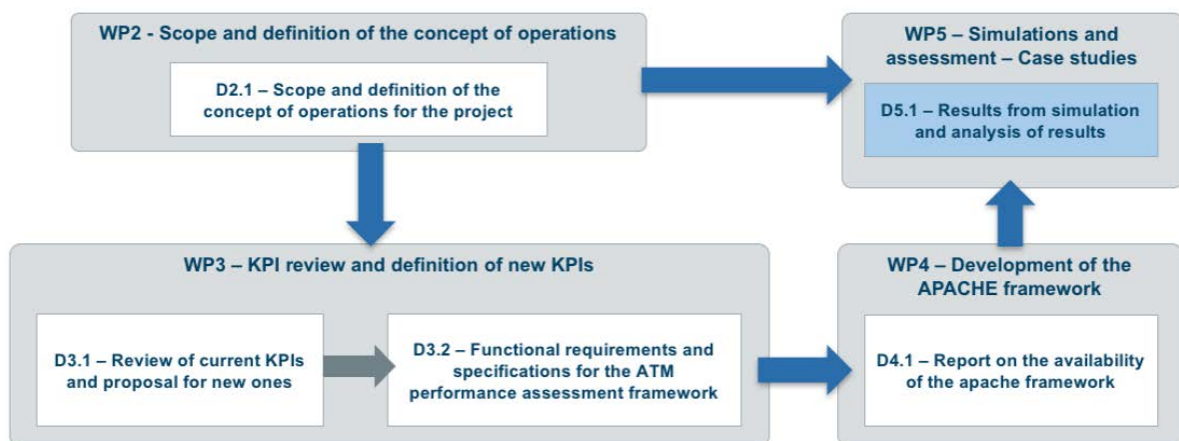 WP2 - Scope and definition of the concept of operations
D2.1 – Scope and definition of the
concept of operations for the project
WP5 – Simulations and
assessment – Case studies
D5.1 – Results from simulation
and analysis of results
WP3 – KPI review and definition of new KPIs
D3.1 – Review of current KPIs
and proposal for new ones
D3.2 – Functional requirements and
specifications for the ATM
performance assessment framework
WP4 – Development of the
APACHE framework
D4.1 – Report on the availability
of the apache framework